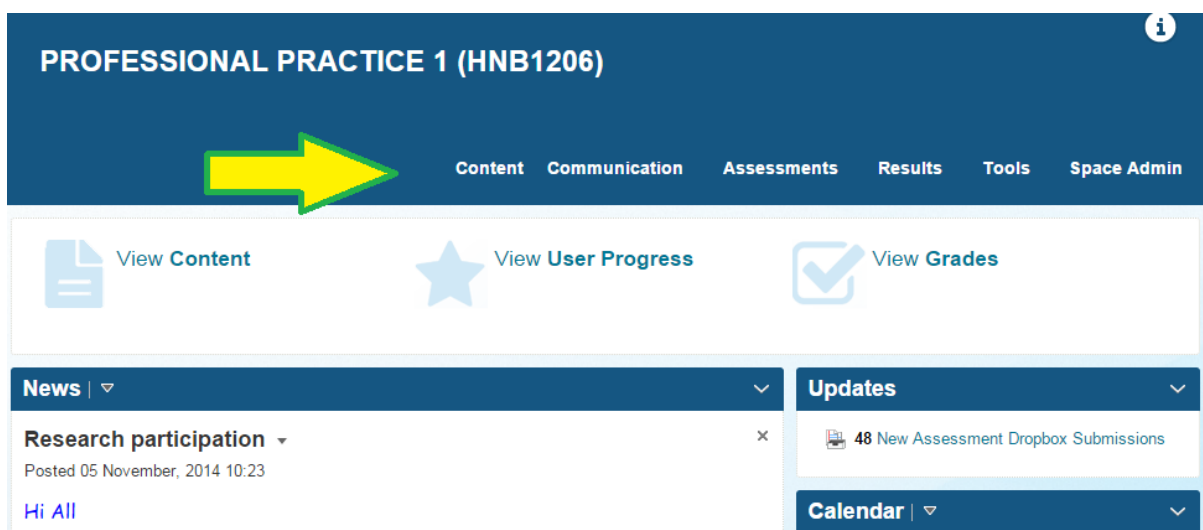 PROFESSIONAL PRACTICE 1 (HNB1206)
Content Communication Assessments Results Tools Space Admin
View Content
View User Progress
View Grades
News
Research participation
Posted 05 November, 2014 10:23
Hi All
Updates
48 New Assessment Dropbox Submissions
Calendar